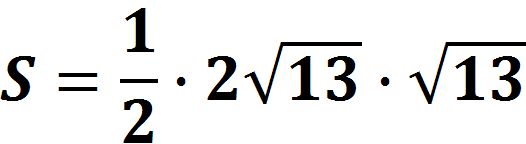 S = 1/2 · 2√13 · √13